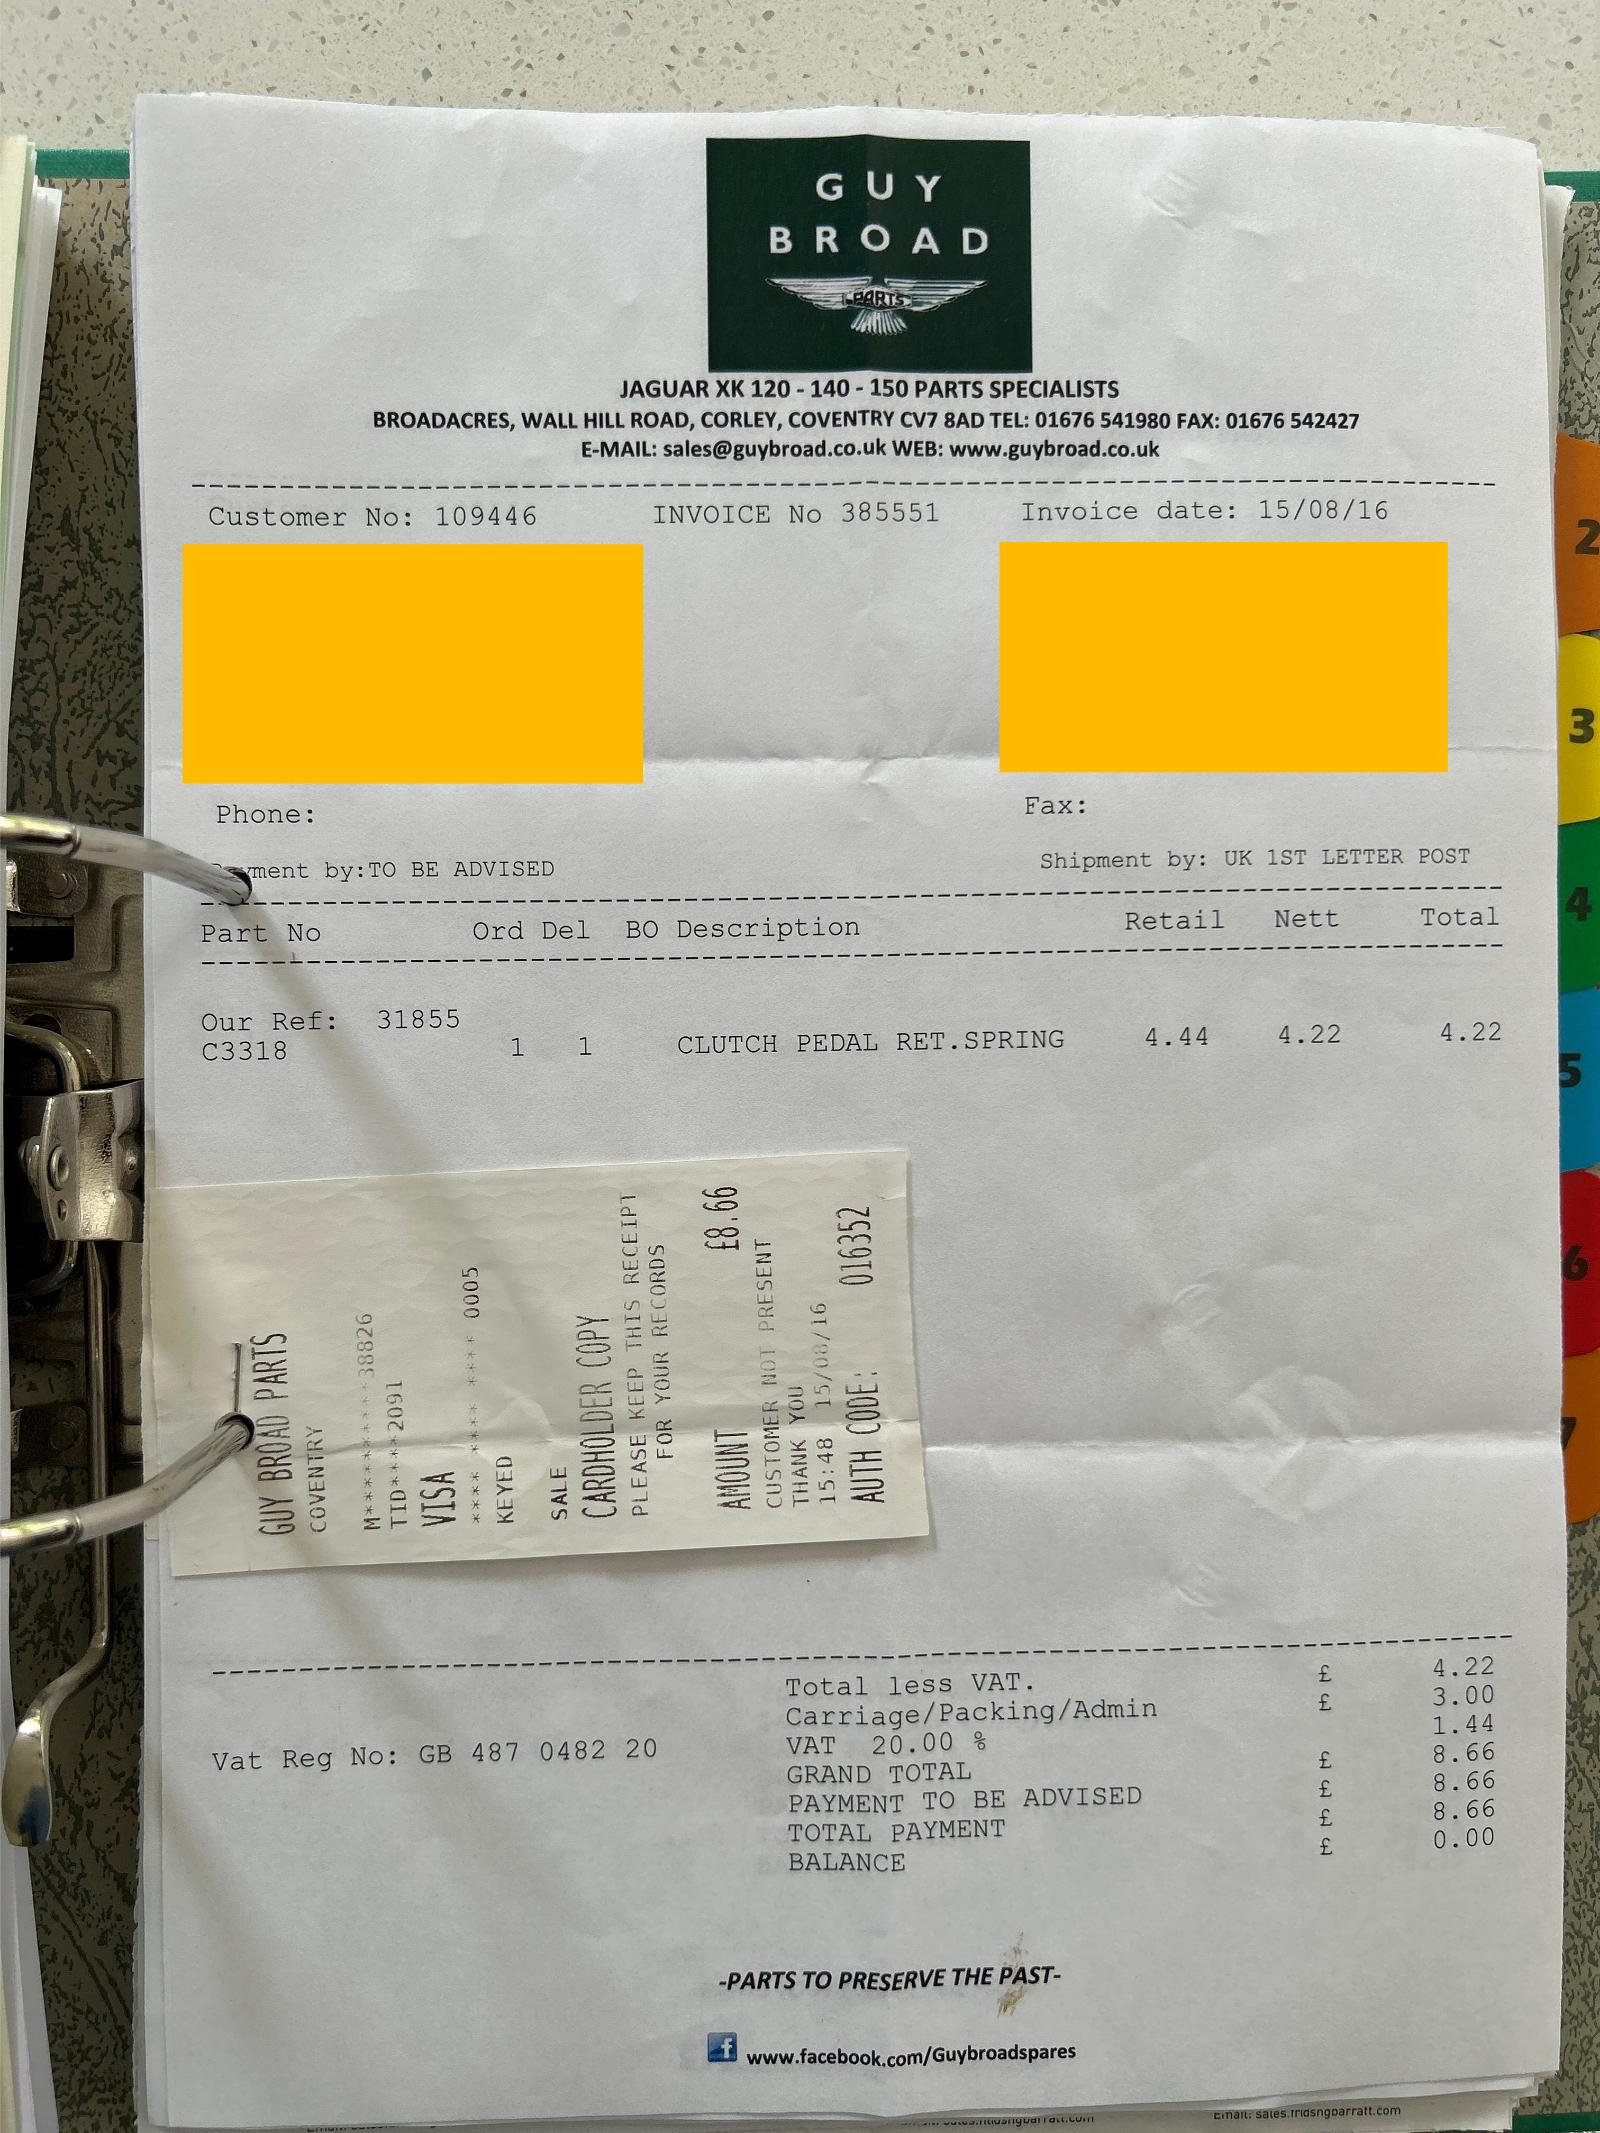 GUY
BROAD
PARTS
JAGUAR XK 120 - 140 - 150 PARTS SPECIALISTS
BROADACRES, WALL HILL ROAD, CORLEY, COVENTRY CV7 8AD TEL: 01676 541980 FAX: 01676 542427
E-MAIL: sales@guybroad.co.uk WEB: www.guybroad.co.uk
Customer No: 109446 INVOICE No 385551 Invoice date: 15/08/16
Phone: Fax:
yment by:TO BE ADVISED Shipment by: UK 1ST LETTER POST
Part No Ord Del BO Description Retail Nett Total
Our Ref: 31855
C3318 1 1 CLUTCH PEDAL RET.SPRING 4.44 4.22 4.22
GUY BROAD PARTS
COVENTRY
M**********38826
TID****2091
VISA
**** **** **** 0005
KEYED
SALE
CARDHOLDER COPY
PLEASE KEEP THIS RECEIPT
FOR YOUR RECORDS
AMOUNT £8.66
CUSTOMER NOT PRESENT
THANK YOU
15:48 15/08/16
AUTH CODE: 016352
Total less VAT. £ 4.22
Carriage/Packing/Admin £ 3.00
VAT 20.00 % 1.44
GRAND TOTAL £ 8.66
PAYMENT TO BE ADVISED £ 8.66
TOTAL PAYMENT £ 8.66
BALANCE £ 0.00
Vat Reg No: GB 487 0482 20
-PARTS TO PRESERVE THE PAST-
f www.facebook.com/Guybroadspares
2
3
4
5
6
7